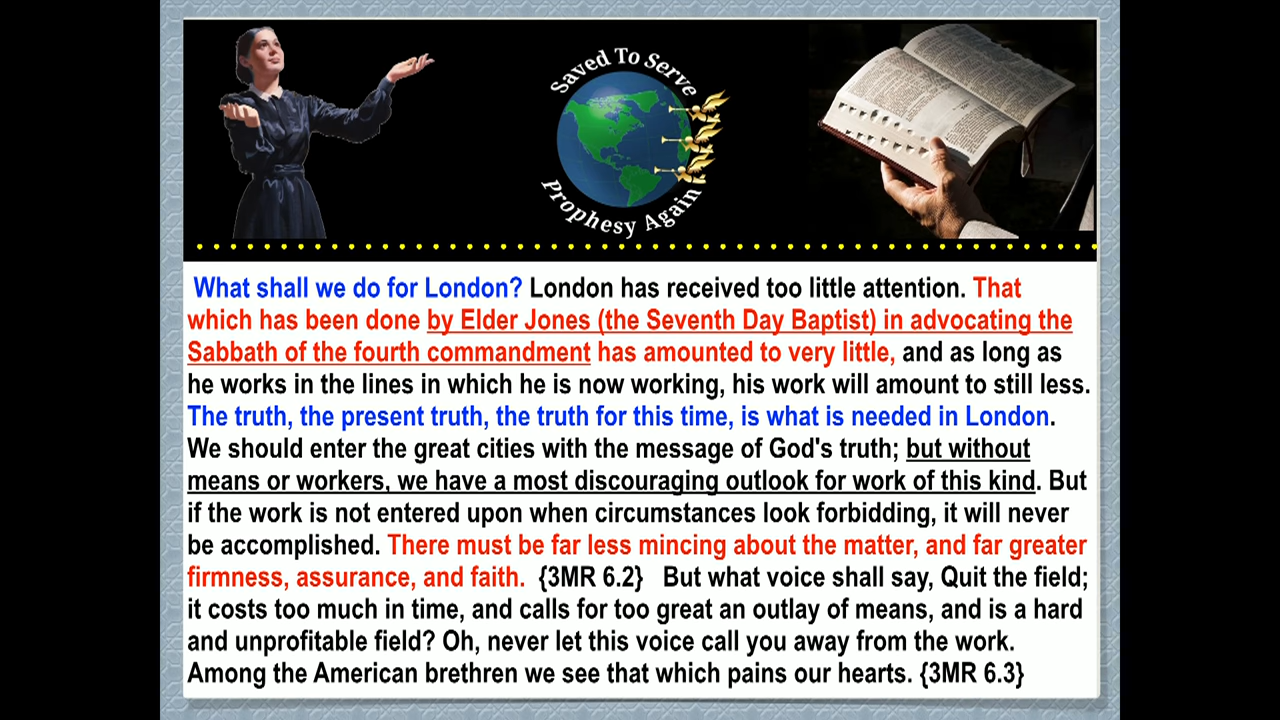 Saved To Serve
Prophesy Again
What shall we do for London? London has received too little attention. That
which has been done by Elder Jones (the Seventh Day Baptist) in advocating the
Sabbath of the fourth commandment has amounted to very little, and as long as
he works in the lines in which he is now working, his work will amount to still less.
The truth, the present truth, the truth for this time, is what is needed in London.
We should enter the great cities with the message of God's truth; but without
means or workers, we have a most discouraging outlook for work of this kind. But
if the work is not entered upon when circumstances look forbidding, it will never
be accomplished. There must be far less mincing about the matter, and far greater
firmness, assurance, and faith. {3MR 6.2} But what voice shall say, Quit the field;
it costs too much in time, and calls for too great an outlay of means, and is a hard
and unprofitable field? Oh, never let this voice call you away from the work.
Among the American brethren we see that which pains our hearts. {3MR 6.3}